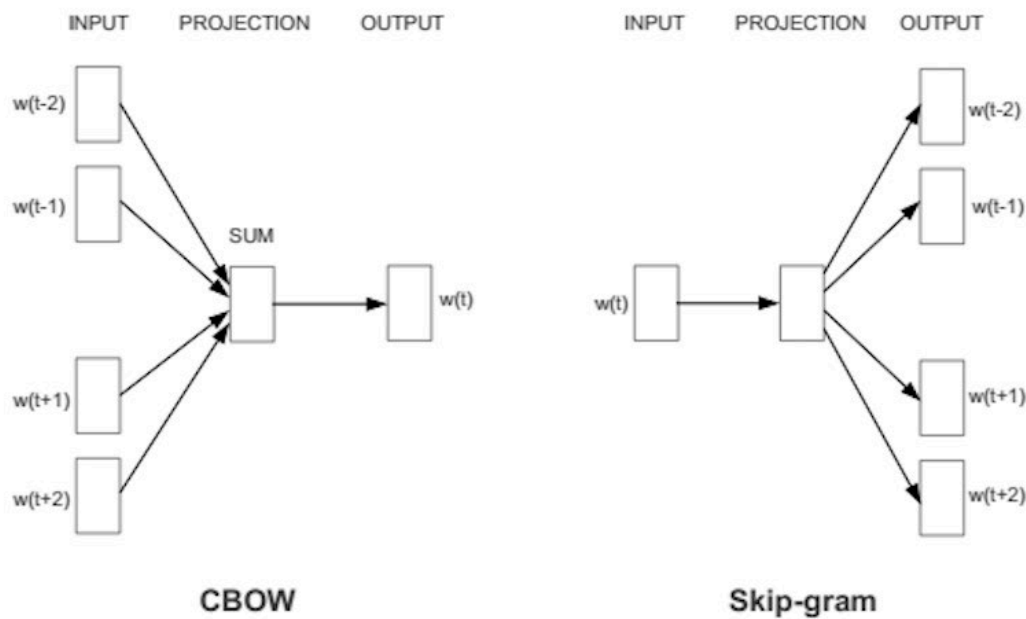 INPUT PROJECTION OUTPUT
w(t-2)
w(t-1)
SUM
w(t)
w(t+1)
w(t+2)
CBOW
INPUT PROJECTION OUTPUT
w(t-2)
w(t-1)
w(t)
w(t+1)
w(t+2)
Skip-gram